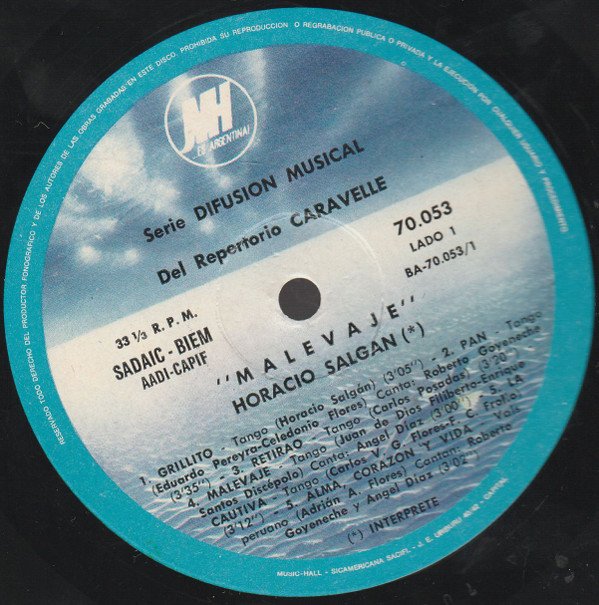 RESERVADO TODO DERECHO DEL PRODUCTOR FONOGRAFICO Y DE LOS AUTORES DE LAS OBRAS GRABADAS EN ESTE DISCO. PROHIBIDA SU REPRODUCCION O REGRABACION PUBLICA O PRIVADA Y LA EJECUCION POR CUALQUIER USUARIO Y PROCEDIMIENTO
MH
ES ARGENTINA!
Serie DIFUSION MUSICAL
Del Repertorio CARAVELLE
70.053
LADO 1
BA-70.053/1
33 1/3 R. P. M.
SADAIC - BIEM
AADI-CAPIF
"MALEVAJE"
HORACIO SALGAN (*)
1. GRILLITO - Tango (Horacio Salgán) (3'05") - 2. PAN - Tango
(Eduardo Pereyra-Celedonio Flores) Canta: Roberto Goyeneche
(3'35") - 3. RETIRAO - Tango (Carlos Posadas) (3'20")
4. MALEVAJE - Tango (Juan de Dios Filiberto-Enrique
Santos Discépolo) Canta: Angel Díaz (3'00") - 5. LA
CAUTIVA - Tango (Carlos V. G. Flores-F. C. Trollo)
(3'12") - 5. ALMA, CORAZON Y VIDA - Vals
peruano (Adrián A. Flores) Cantan: Roberto
Goyeneche y Angel Díaz (3'02")
(*) INTERPRETE
MUSIC-HALL - SICAMERICANA SACIFI. - J. E. URIBURU 40/42 - CAPITAL